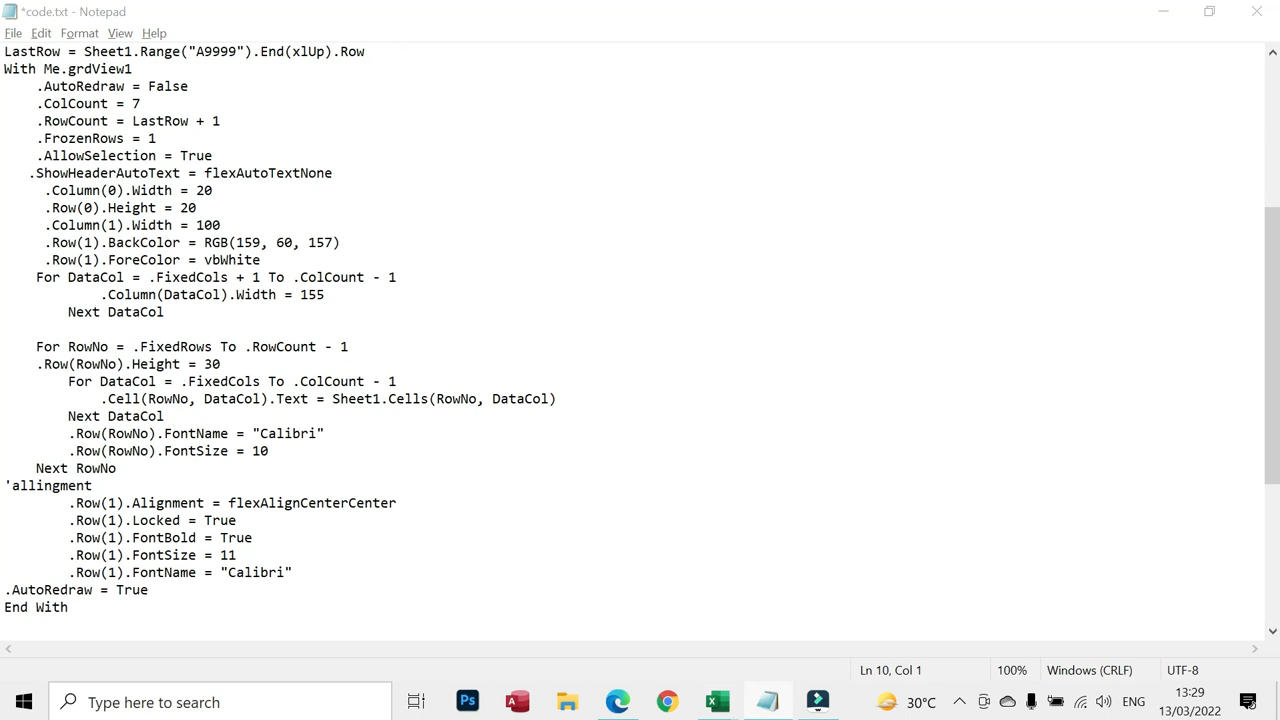 *code.txt - Notepad
File Edit Format View Help
LastRow = Sheet1.Range("A9999").End(xlUp).Row
With Me.grdView1
.AutoRedraw = False
.ColCount = 7
.RowCount = LastRow + 1
.FrozenRows = 1
.AllowSelection = True
.ShowHeaderAutoText = flexAutoTextNone
.Column(0).Width = 20
.Row(0).Height = 20
.Column(1).Width = 100
.Row(1).BackColor = RGB(159, 60, 157)
.Row(1).ForeColor = vbWhite
For DataCol = .FixedCols + 1 To .ColCount - 1
.Column(DataCol).Width = 155
Next DataCol
For RowNo = .FixedRows To .RowCount - 1
.Row(RowNo).Height = 30
For DataCol = .FixedCols To .ColCount - 1
.Cell(RowNo, DataCol).Text = Sheet1.Cells(RowNo, DataCol)
Next DataCol
.Row(RowNo).FontName = "Calibri"
.Row(RowNo).FontSize = 10
Next RowNo
'allingment
.Row(1).Alignment = flexAlignCenterCenter
.Row(1).Locked = True
.Row(1).FontBold = True
.Row(1).FontSize = 11
.Row(1).FontName = "Calibri"
.AutoRedraw = True
End With
Ln 10, Col 1 100% Windows (CRLF) UTF-8
Type here to search Ps 30°C ENG 13:29
13/03/2022